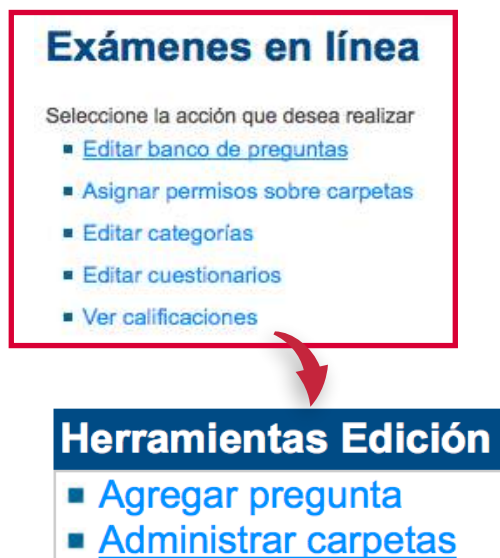 Exámenes en línea
Seleccione la acción que desea realizar
Editar banco de preguntas
Asignar permisos sobre carpetas
Editar categorías
Editar cuestionarios
Ver calificaciones
Herramientas Edición
Agregar pregunta
Administrar carpetas